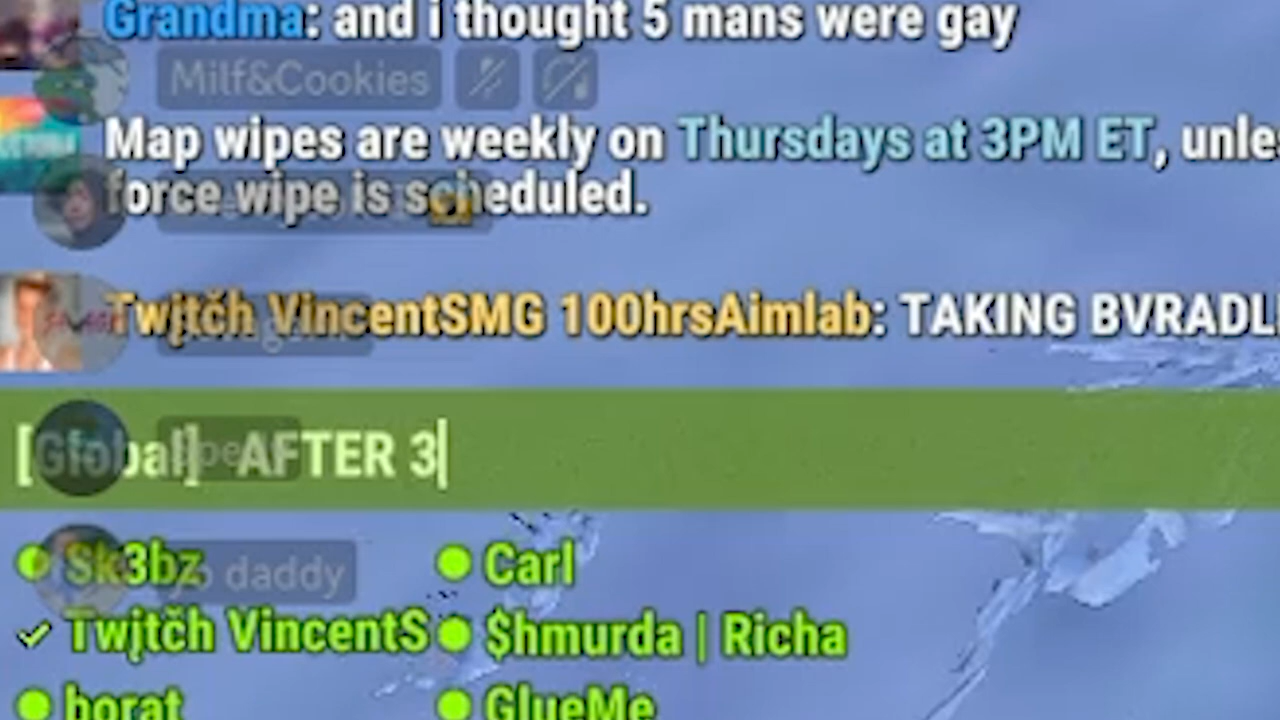 Grandma: and i thought 5 mans were gay
Milf&Cookies
Map wipes are weekly on Thursdays at 3PM ET, unle
force wipe is scheduled.
Twįtčh VincentSMG 100hrsAimlab: TAKING BVRADL
[Global] AFTER 3
Sk3bz
daddy
Carl
Twįtčh VincentS
$hmurda | Richa
borat
GlueMe